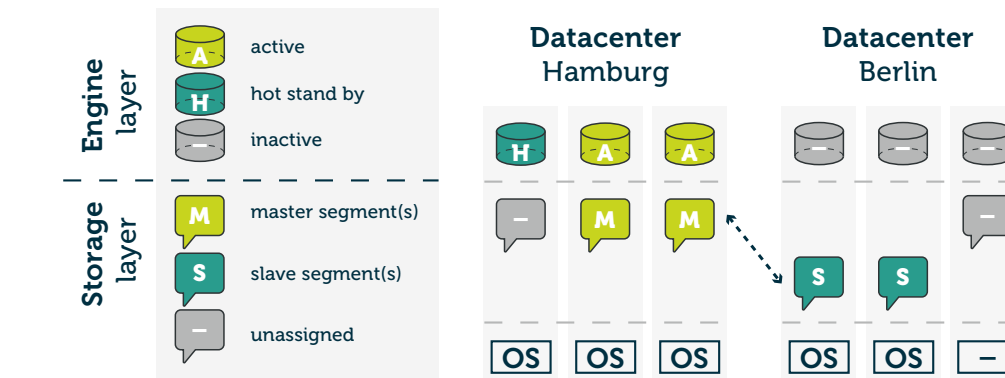 Engine
layer
A active
H hot stand by
– inactive
Storage
layer
M master segment(s)
S slave segment(s)
– unassigned
Datacenter
Hamburg
H A A
– M M
OS OS OS
Datacenter
Berlin
– – –
–
S S
OS OS –